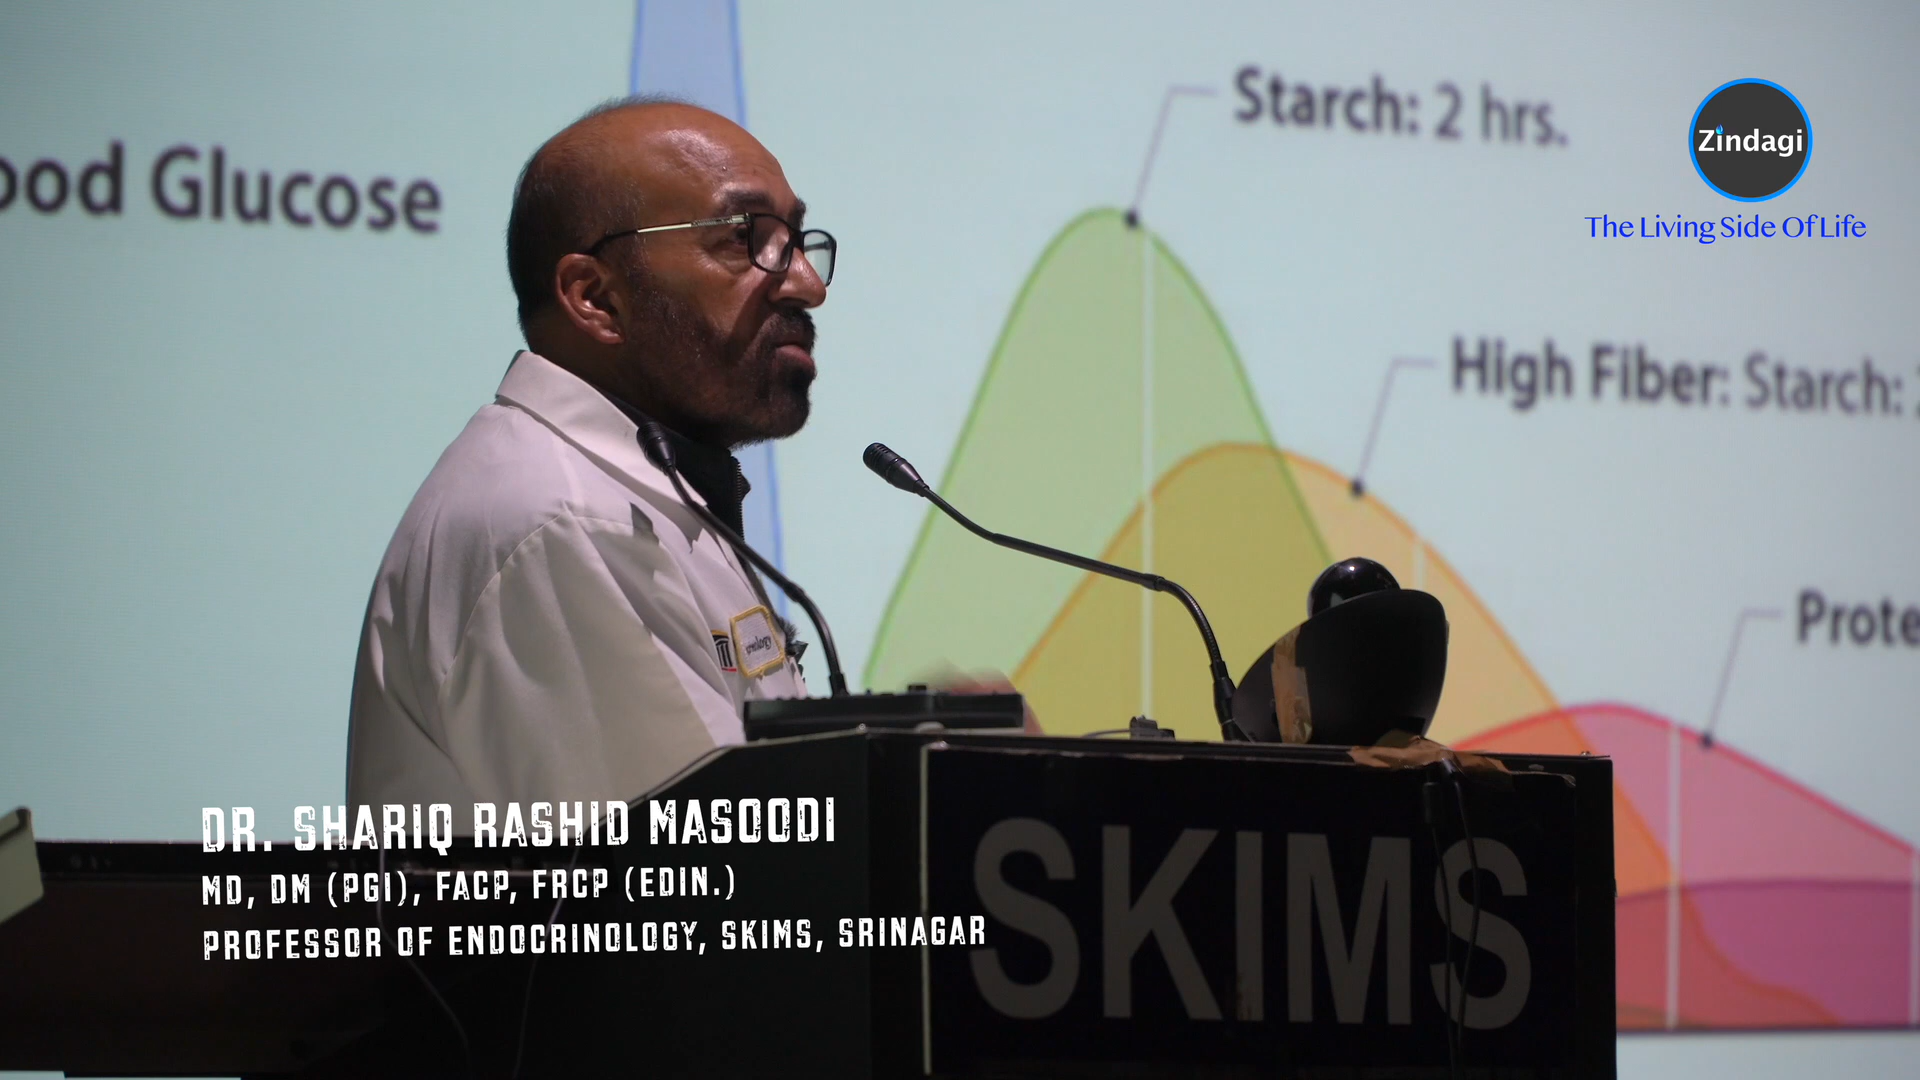 Starch: 2 hrs.
Zindagi
The Living Side Of Life
ood Glucose
High Fiber: Starch:
Prote
DR. SHARIQ RASHID MASOODI
MD, DM (PGI), FACP, FRCP (EDIN.)
PROFESSOR OF ENDOCRINOLOGY, SKIMS, SRINAGAR
SKIMS